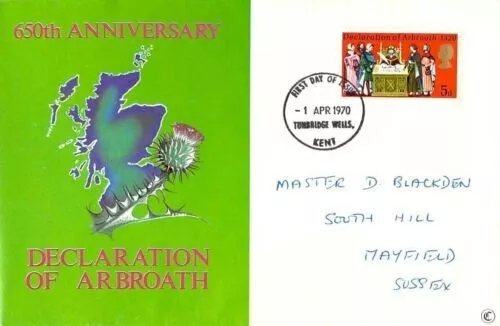 650th ANNIVERSARY
DECLARATION
OF ARBROATH
Declaration of Arbroath 1320
5d
FIRST DAY OF ISSUE
- 1 APR 1970
TUNBRIDGE WELLS,
KENT
MASTER D. BLACKDEN
SOUTH HILL
MAYFIELD
SUSSEX
C